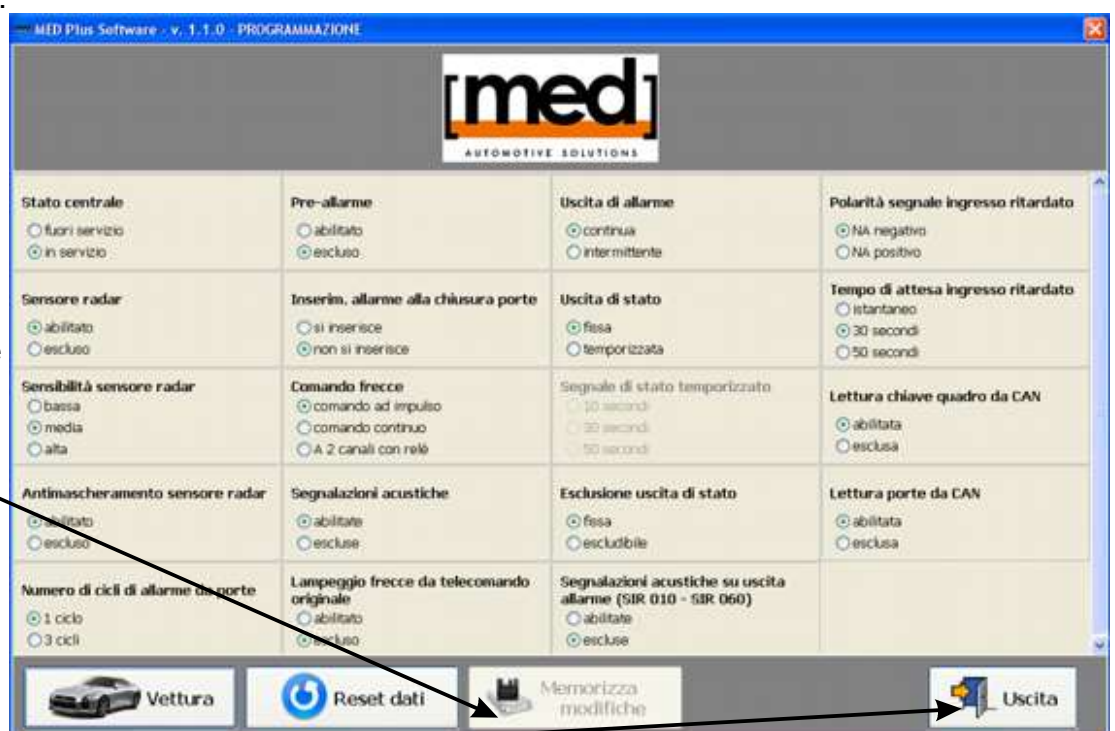 MED Plus Software - v. 1.1.0 - PROGRAMMAZIONE
[med]
AUTOMOTIVE SOLUTIONS
Stato centrale
fuori servizio
in servizio
Pre-allarme
abilitato
escluso
Uscita di allarme
continua
intermittente
Polarità segnale ingresso ritardato
NA negativo
NA positivo
Sensore radar
abilitato
escluso
Inserim. allarme alla chiusura porte
si inserisce
non si inserisce
Uscita di stato
fissa
temporizzata
Tempo di attesa ingresso ritardato
istantaneo
30 secondi
50 secondi
Sensibilità sensore radar
bassa
media
alta
Comando frecce
comando ad impulso
comando continuo
A 2 canali con relè
Segnale di stato temporizzato
10 secondi
30 secondi
50 secondi
Lettura chiave quadro da CAN
abilitata
esclusa
Antimascheramento sensore radar
abilitato
escluso
Segnalazioni acustiche
abilitate
escluse
Esclusione uscita di stato
fissa
escludibile
Lettura porte da CAN
abilitata
esclusa
Numero di cicli di allarme da porte
1 ciclo
3 cicli
Lampeggio frecce da telecomando
originale
abilitato
escluso
Segnalazioni acustiche su uscita
allarme (SIR 010 - SIR 060)
abilitate
escluse
Vettura
Reset dati
Memorizza
modifiche
Uscita